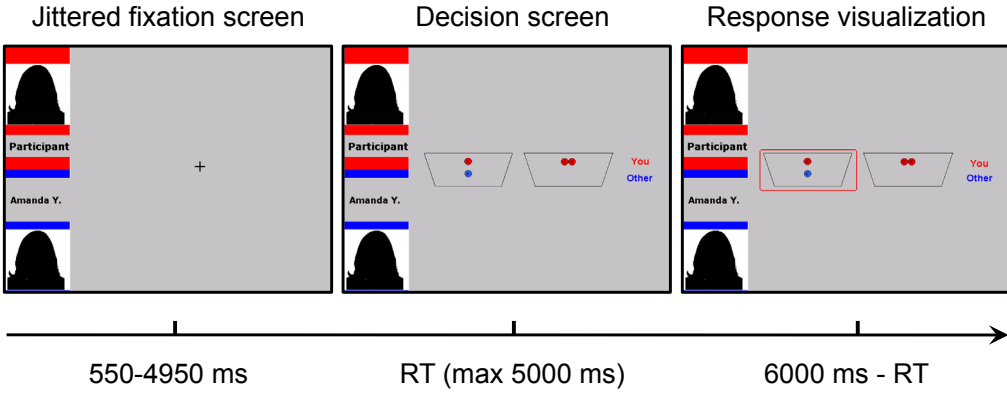 Jittered fixation screen
Decision screen
Response visualization
Participant
Amanda Y.
Participant
You
Other
Amanda Y.
Participant
You
Other
Amanda Y.
550-4950 ms
RT (max 5000 ms)
6000 ms - RT